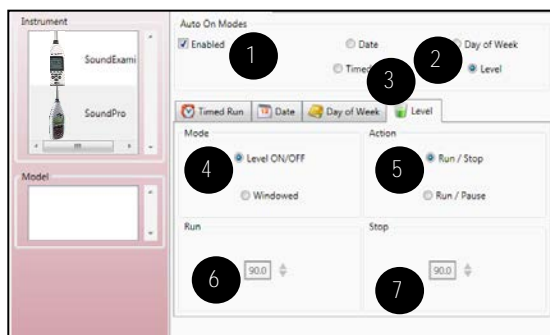 Instrument
SoundExami
SoundPro
Model
Auto On Modes
Enabled
1
Date
2
Day of Week
Timed
3
Level
Timed Run
Date
Day of Week
Level
Mode
4
Level ON/OFF
Windowed
Action
5
Run / Stop
Run / Pause
Run
6
90.0
Stop
7
90.0